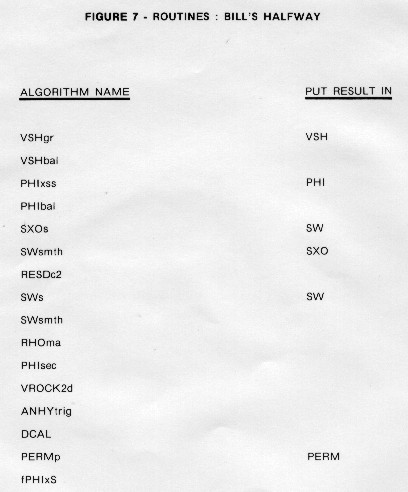 FIGURE 7 - ROUTINES : BILL'S HALFWAY
ALGORITHM NAME PUT RESULT IN
VSHgr VSH
VSHbal
PHIxss PHI
PHIbal
SXOs SW
SWsmth SXO
RESDc2
SWs SW
SWsmth
RHOma
PHIsec
VROCK2d
ANHYtrig
DCAL
PERMp PERM
fPHIxS